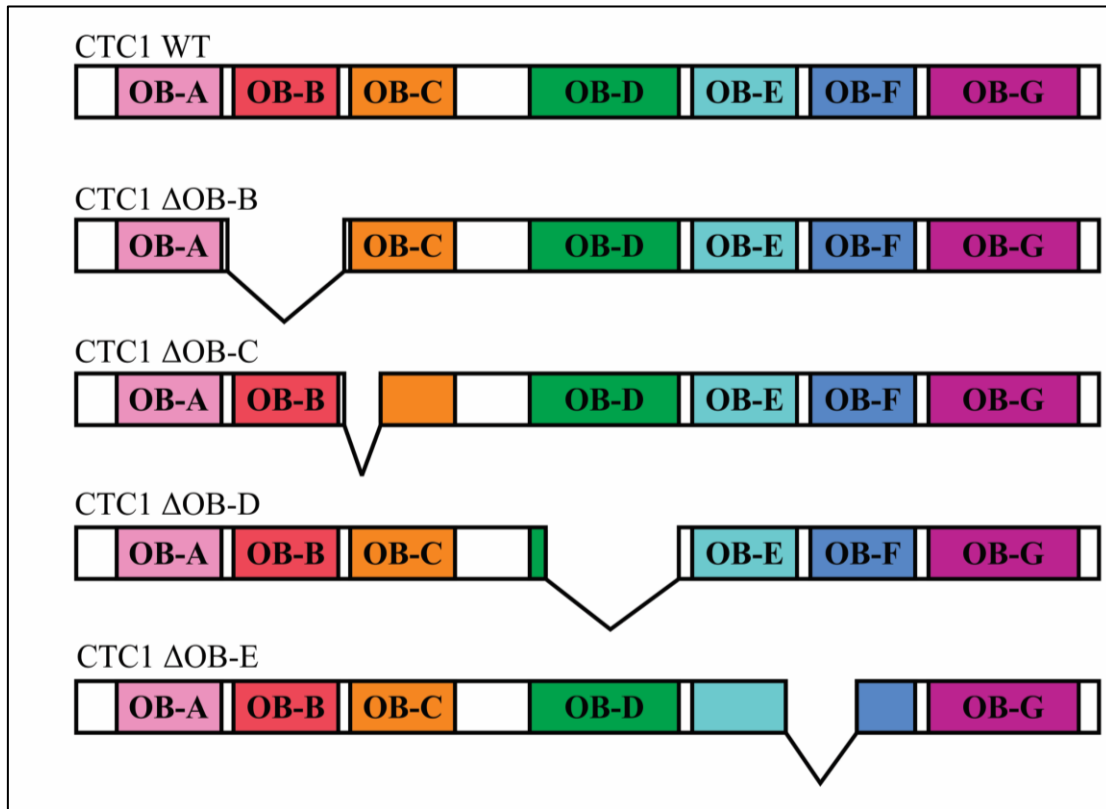 CTC1 WT
OB-A OB-B OB-C OB-D OB-E OB-F OB-G
CTC1 ΔOB-B
OB-A OB-C OB-D OB-E OB-F OB-G
CTC1 ΔOB-C
OB-A OB-B OB-D OB-E OB-F OB-G
CTC1 ΔOB-D
OB-A OB-B OB-C OB-E OB-F OB-G
CTC1 ΔOB-E
OB-A OB-B OB-C OB-D OB-G